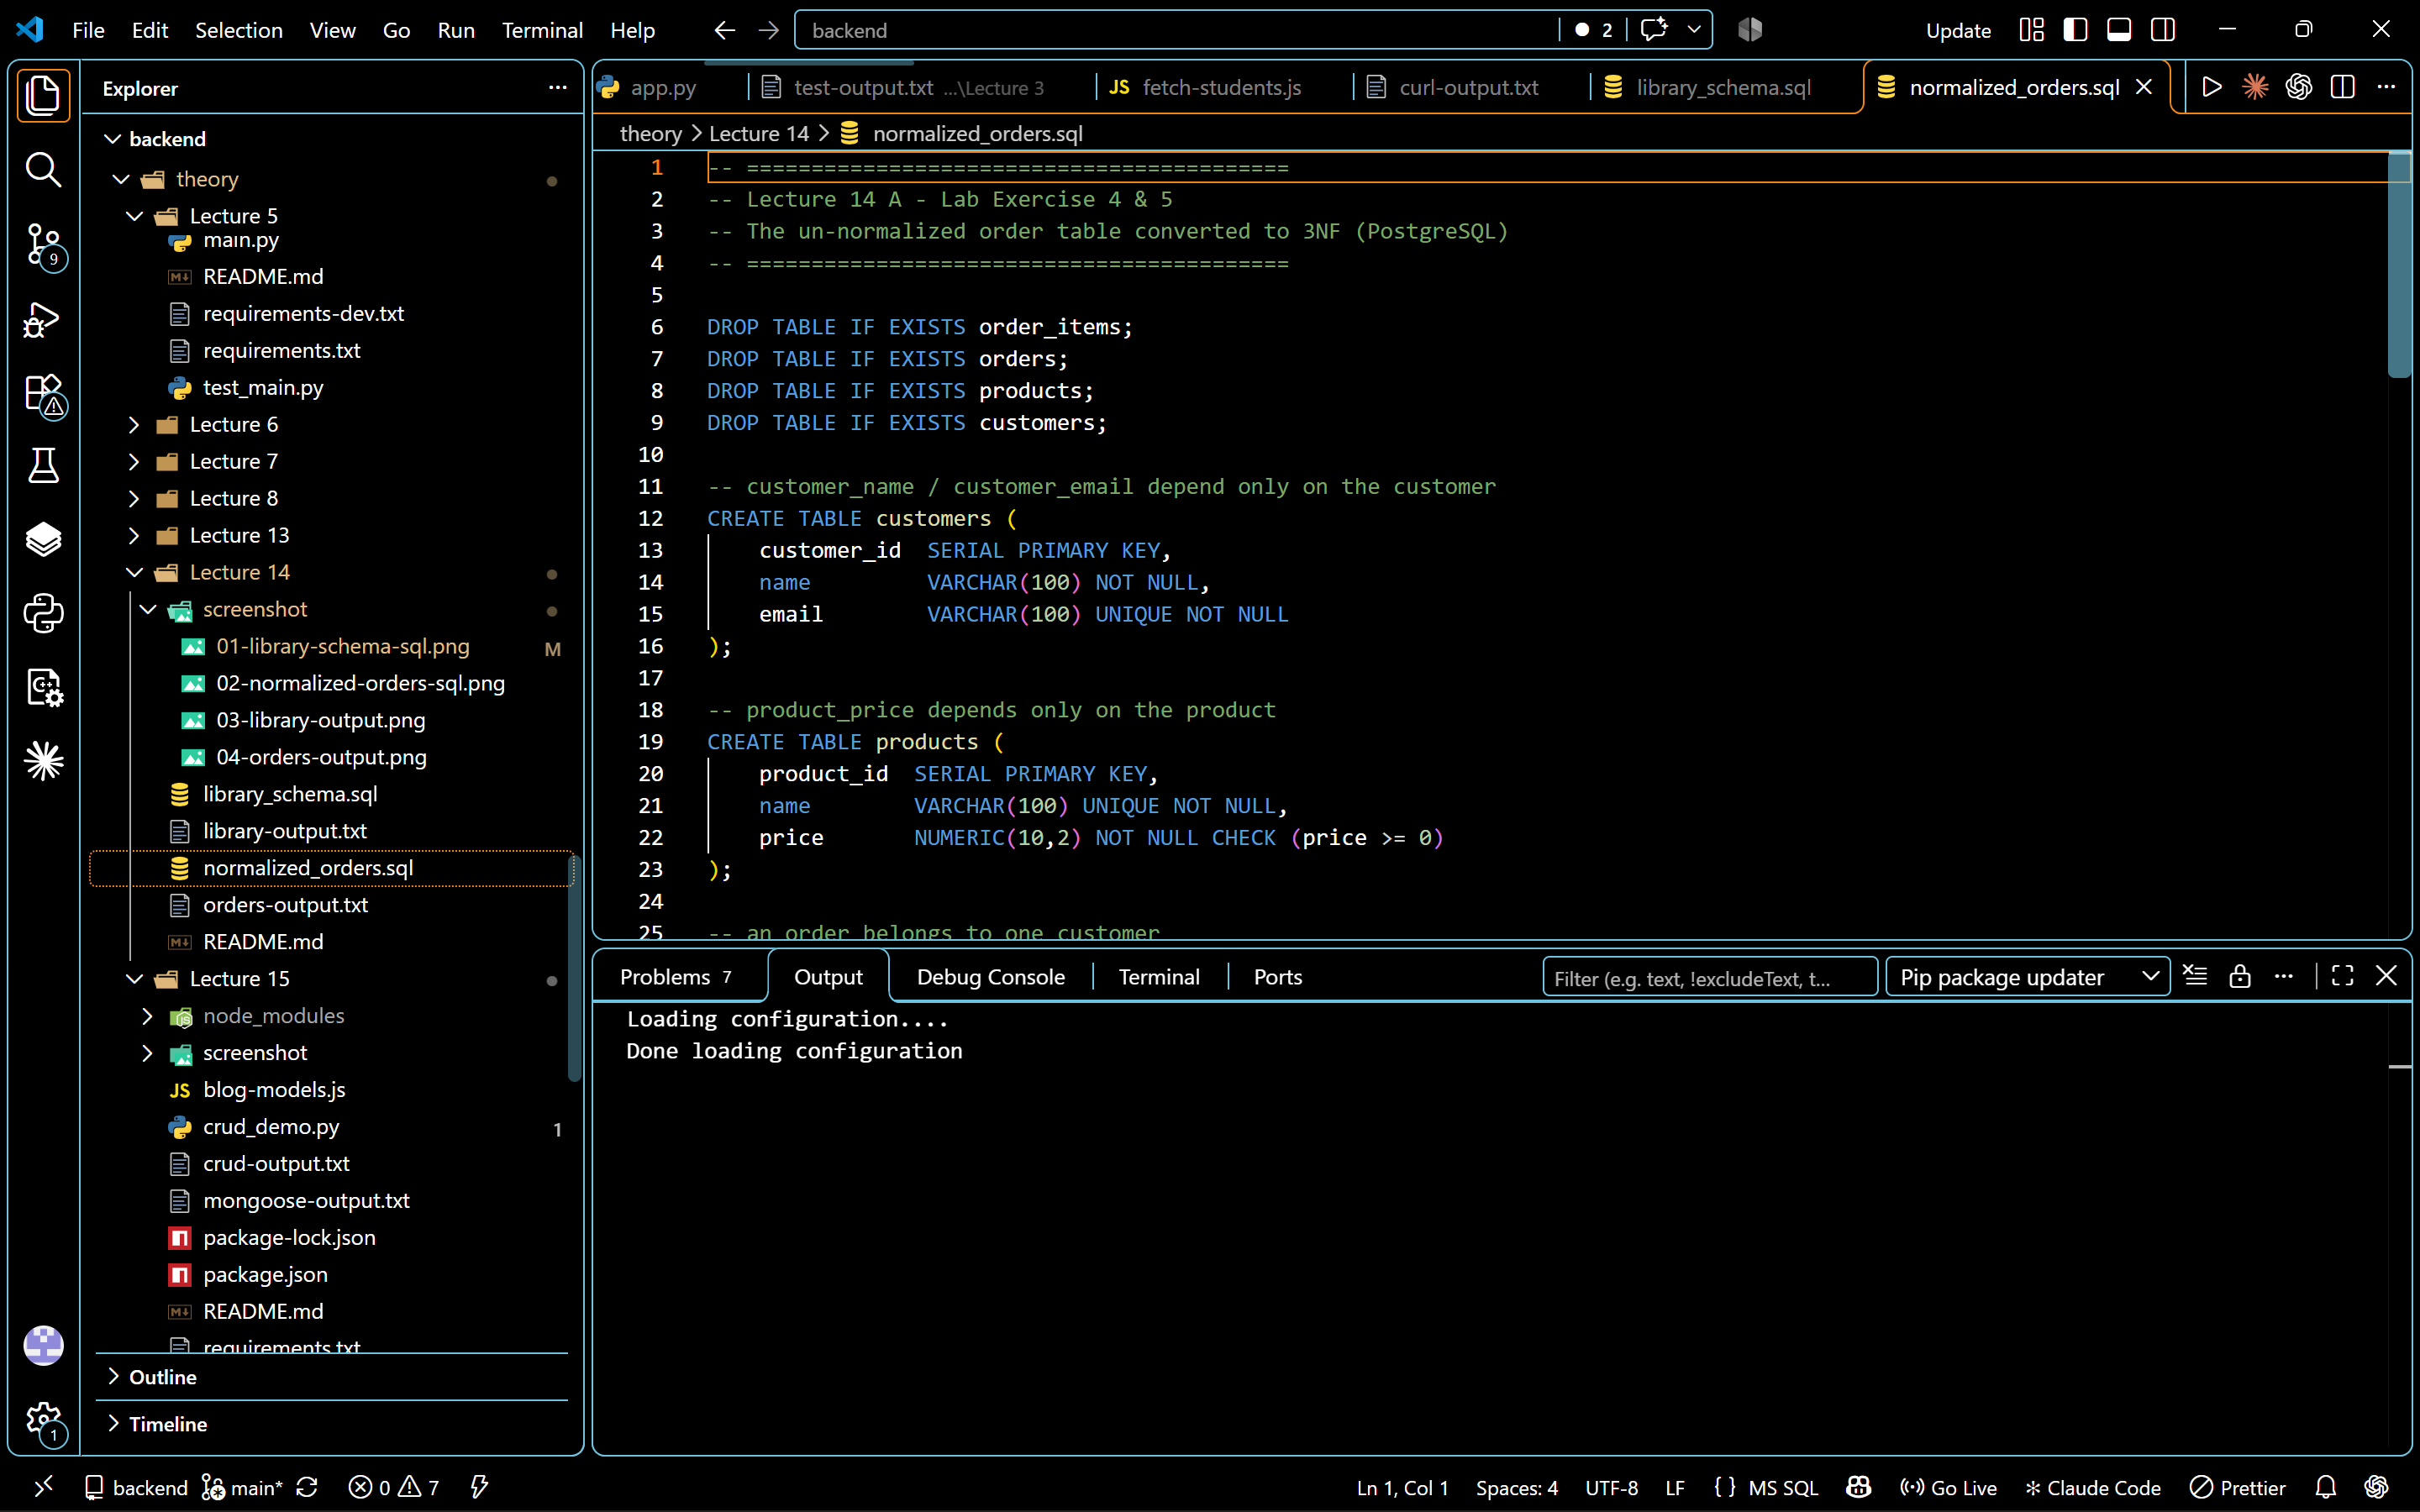 File Edit Selection View Go Run Terminal Help
backend
2
Update
Explorer
backend
theory
Lecture 5
main.py
README.md
requirements-dev.txt
requirements.txt
test_main.py
Lecture 6
Lecture 7
Lecture 8
Lecture 13
Lecture 14
screenshot
01-library-schema-sql.png M
02-normalized-orders-sql.png
03-library-output.png
04-orders-output.png
library_schema.sql
library-output.txt
normalized_orders.sql
orders-output.txt
README.md
Lecture 15
node_modules
screenshot
JS blog-models.js
crud_demo.py 1
crud-output.txt
mongoose-output.txt
package-lock.json
package.json
README.md
requirements.txt
Outline
Timeline
9
1
app.py
test-output.txt ...\Lecture 3
JS fetch-students.js
curl-output.txt
library_schema.sql
normalized_orders.sql
theory > Lecture 14 > normalized_orders.sql
1 -- ==========================================
2 -- Lecture 14 A - Lab Exercise 4 & 5
3 -- The un-normalized order table converted to 3NF (PostgreSQL)
4 -- ==========================================
5
6 DROP TABLE IF EXISTS order_items;
7 DROP TABLE IF EXISTS orders;
8 DROP TABLE IF EXISTS products;
9 DROP TABLE IF EXISTS customers;
10
11 -- customer_name / customer_email depend only on the customer
12 CREATE TABLE customers (
13 customer_id SERIAL PRIMARY KEY,
14 name VARCHAR(100) NOT NULL,
15 email VARCHAR(100) UNIQUE NOT NULL
16 );
17
18 -- product_price depends only on the product
19 CREATE TABLE products (
20 product_id SERIAL PRIMARY KEY,
21 name VARCHAR(100) UNIQUE NOT NULL,
22 price NUMERIC(10,2) NOT NULL CHECK (price >= 0)
23 );
24
25 -- an order belongs to one customer
Problems 7 Output Debug Console Terminal Ports
Filter (e.g. text, !excludeText, t...
Pip package updater
Loading configuration....
Done loading configuration
backend main* 0 7
Ln 1, Col 1 Spaces: 4 UTF-8 LF { } MS SQL Go Live Claude Code Prettier